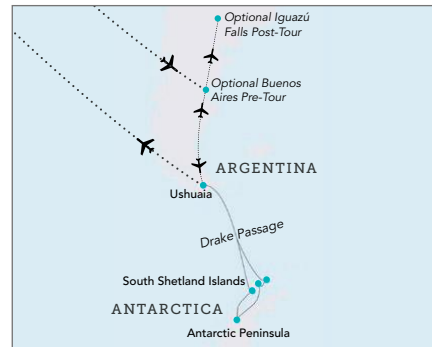 Optional Iguazú
Falls Post-Tour
Optional Buenos
Aires Pre-Tour
ARGENTINA
Ushuaia
Drake Passage
South Shetland Islands
ANTARCTICA
Antarctic Peninsula